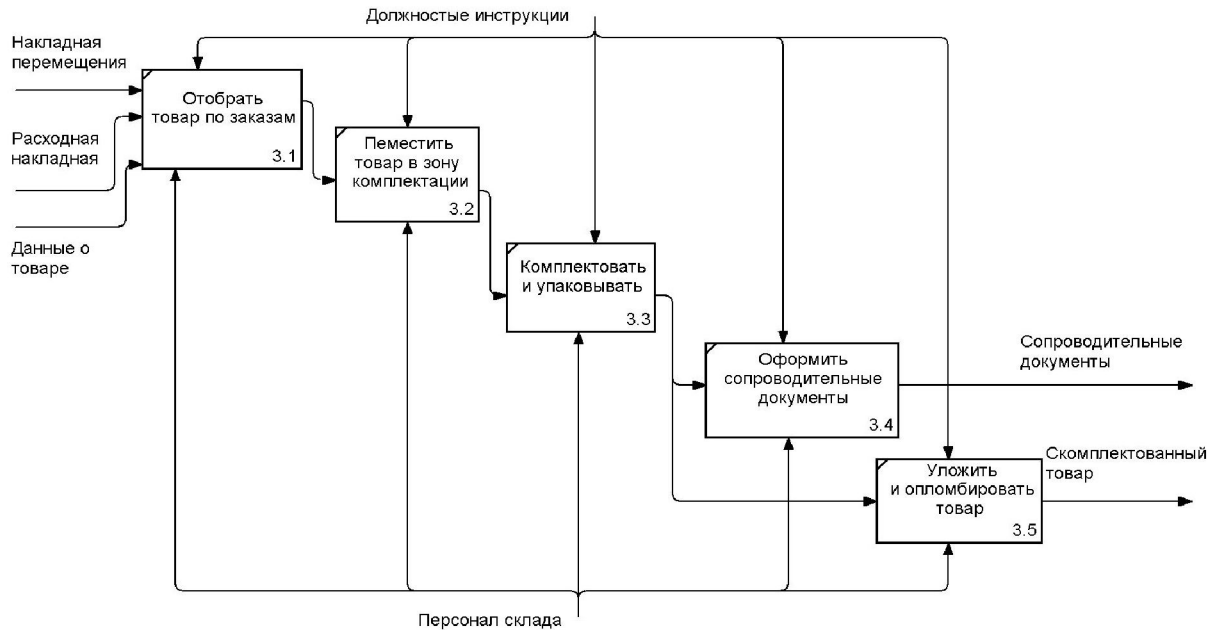 Должностые инструкции
Накладная
перемещения
Отобрать
товар по заказам
3.1
Расходная
накладная
Данные о
товаре
Пеместить
товар в зону
комплектации
3.2
Комплектовать
и упаковывать
3.3
Оформить
сопроводительные
документы
3.4
Сопроводительные
документы
Уложить
и опломбировать
товар
3.5
Скомплектованный
товар
Персонал склада